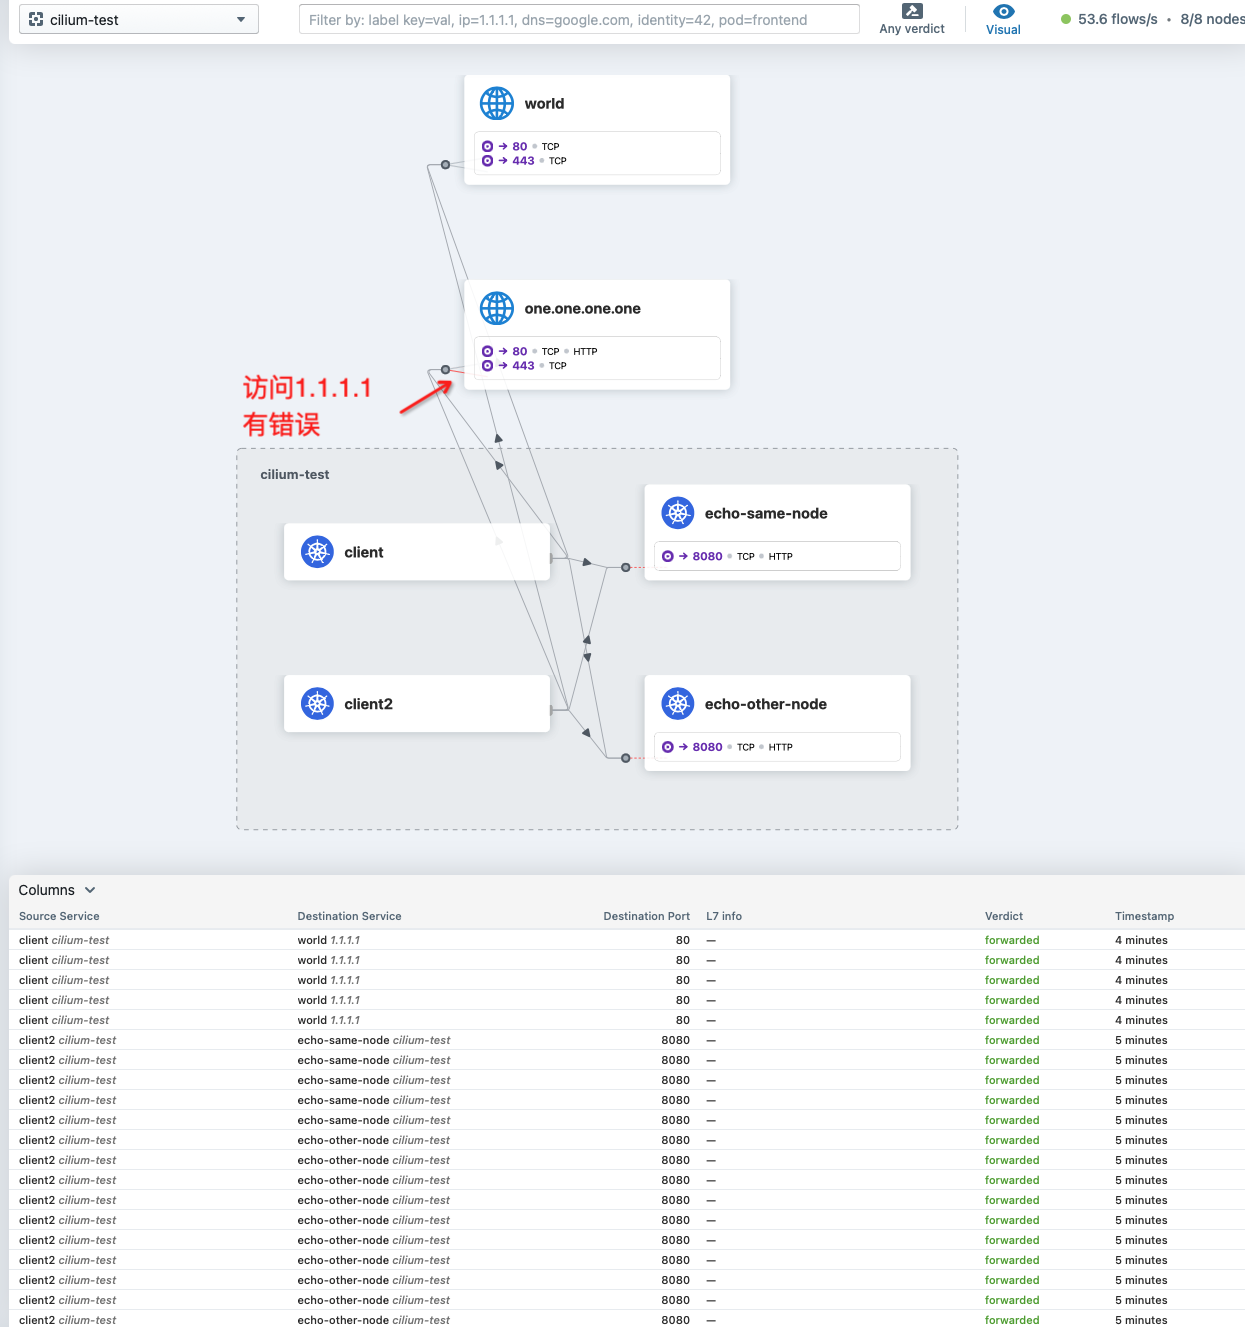 cilium-test
Filter by: label key=val, ip=1.1.1.1, dns=google.com, identity=42, pod=frontend
Any verdict
Visual
53.6 flows/s • 8/8 nodes
world
→ 80 • TCP
→ 443 • TCP
one.one.one.one
→ 80 • TCP • HTTP
→ 443 • TCP
访问1.1.1.1
有错误
cilium-test
echo-same-node
→ 8080 • TCP • HTTP
client
client2
echo-other-node
→ 8080 • TCP • HTTP
Columns
Source Service Destination Service Destination Port L7 info Verdict Timestamp
client cilium-test world 1.1.1.1 80 — forwarded 4 minutes
client cilium-test world 1.1.1.1 80 — forwarded 4 minutes
client cilium-test world 1.1.1.1 80 — forwarded 4 minutes
client cilium-test world 1.1.1.1 80 — forwarded 4 minutes
client cilium-test world 1.1.1.1 80 — forwarded 4 minutes
client2 cilium-test echo-same-node cilium-test 8080 — forwarded 5 minutes
client2 cilium-test echo-same-node cilium-test 8080 — forwarded 5 minutes
client2 cilium-test echo-same-node cilium-test 8080 — forwarded 5 minutes
client2 cilium-test echo-same-node cilium-test 8080 — forwarded 5 minutes
client2 cilium-test echo-same-node cilium-test 8080 — forwarded 5 minutes
client2 cilium-test echo-other-node cilium-test 8080 — forwarded 5 minutes
client2 cilium-test echo-other-node cilium-test 8080 — forwarded 5 minutes
client2 cilium-test echo-other-node cilium-test 8080 — forwarded 5 minutes
client2 cilium-test echo-other-node cilium-test 8080 — forwarded 5 minutes
client2 cilium-test echo-other-node cilium-test 8080 — forwarded 5 minutes
client2 cilium-test echo-other-node cilium-test 8080 — forwarded 5 minutes
client2 cilium-test echo-other-node cilium-test 8080 — forwarded 5 minutes
client2 cilium-test echo-other-node cilium-test 8080 — forwarded 5 minutes
client2 cilium-test echo-other-node cilium-test 8080 — forwarded 5 minutes
client2 cilium-test echo-other-node cilium-test 8080 — forwarded 5 minutes